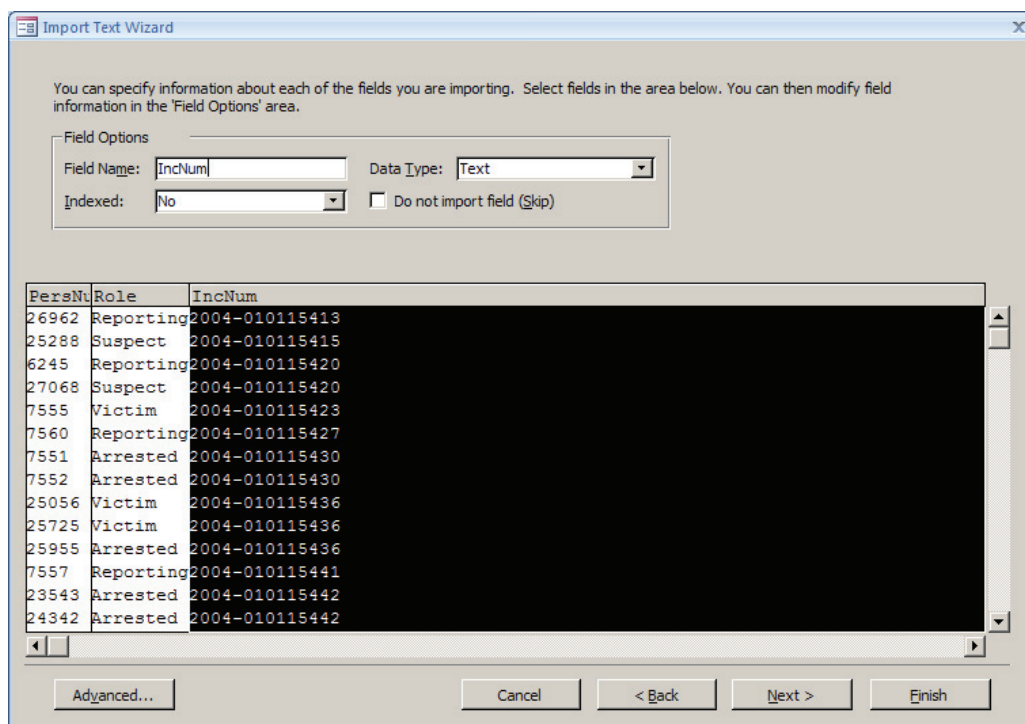 Import Text Wizard
You can specify information about each of the fields you are importing. Select fields in the area below. You can then modify field
information in the 'Field Options' area.
Field Options
Field Name: IncNum Data Type: Text
Indexed: No Do not import field (Skip)
PersNu Role IncNum
26962 Reporting 2004-010115413
25288 Suspect 2004-010115415
6245 Reporting 2004-010115420
27068 Suspect 2004-010115420
7555 Victim 2004-010115423
7560 Reporting 2004-010115427
7551 Arrested 2004-010115430
7552 Arrested 2004-010115430
25056 Victim 2004-010115436
25725 Victim 2004-010115436
25955 Arrested 2004-010115436
7557 Reporting 2004-010115441
23543 Arrested 2004-010115442
24342 Arrested 2004-010115442
Advanced... Cancel < Back Next > Finish